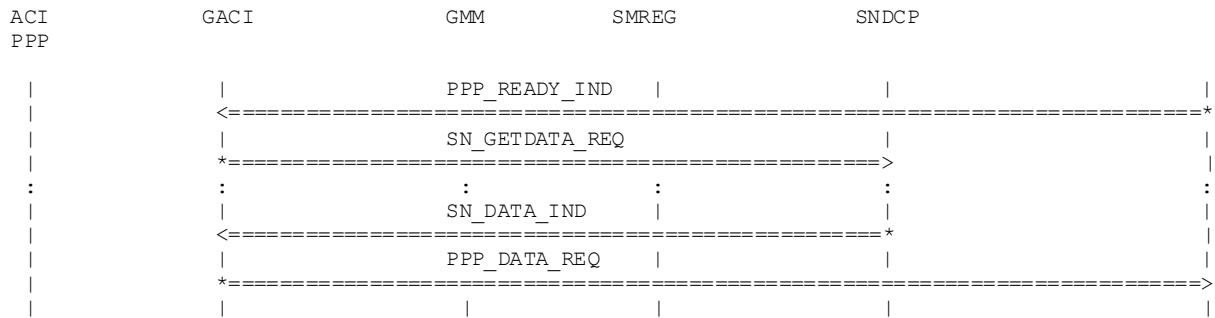 ACI GACI GMM SMREG SNDCP
PPP
| | PPP_READY_IND | | |
| <===========================================================================*
| | SN_GETDATA_REQ | |
| *==================================================> |
: : : : : :
| | SN_DATA_IND | | |
| <==================================================* |
| | PPP_DATA_REQ | | |
| *===========================================================================>
| | | | | |